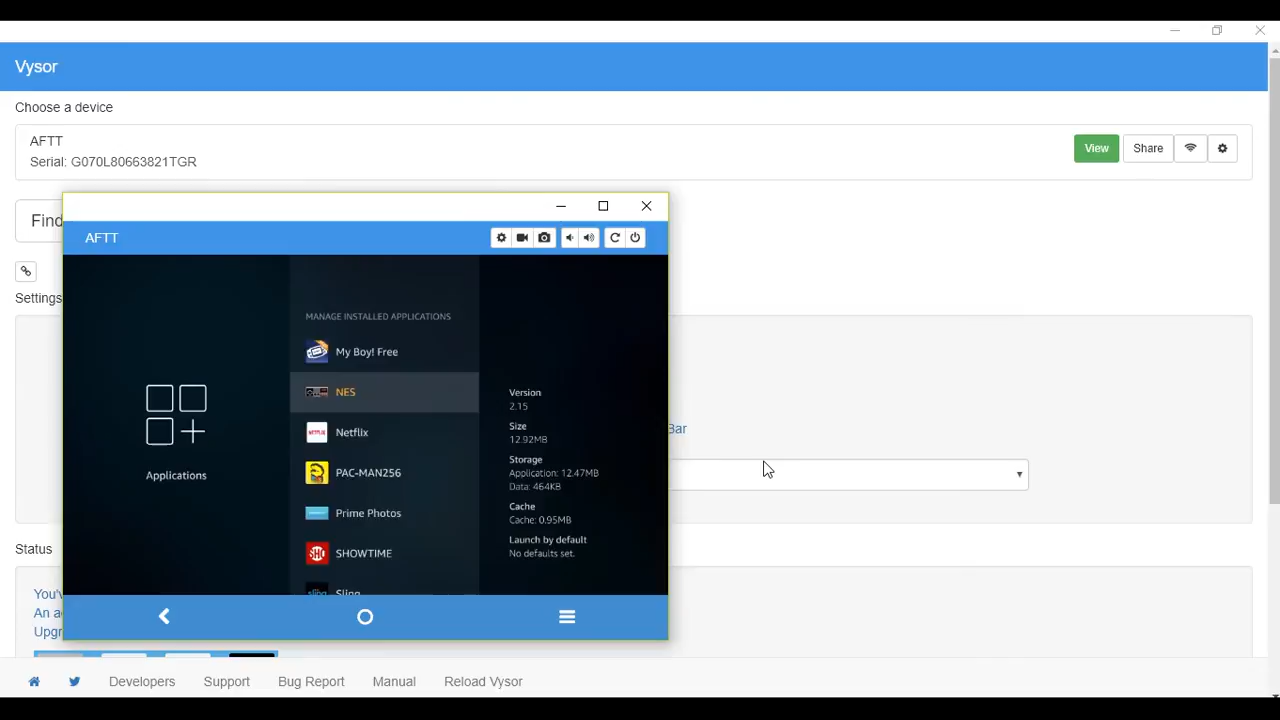 Vysor
Choose a device
AFTT
Serial: G070L80663821TGR
View
Share
Find
AFTT
Settings
MANAGE INSTALLED APPLICATIONS
My Boy! Free
NES
Netflix
PAC-MAN256
Prime Photos
SHOWTIME
Sling
Applications
Version
2.15
Size
12.92MB
Storage
Application: 12.47MB
Data: 464KB
Cache
Cache: 0.95MB
Launch by default
No defaults set.
Bar
Status
You'v
An a
Upgr
Developers
Support
Bug Report
Manual
Reload Vysor